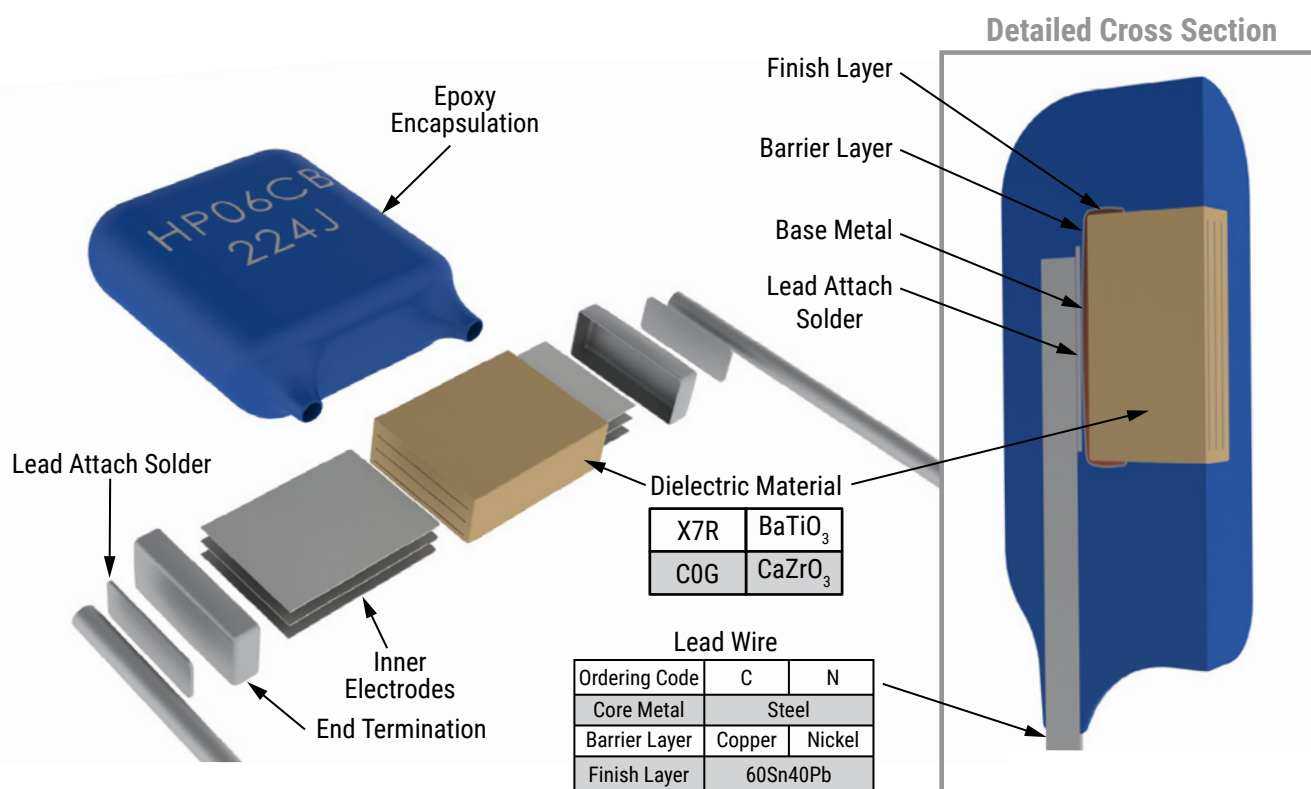 Detailed Cross Section
Finish Layer
Epoxy
Encapsulation
Barrier Layer
HP06CB
224J
Base Metal
Lead Attach
Solder
Lead Attach Solder
Dielectric Material
X7R BaTiO₃
C0G CaZrO₃
Inner
Electrodes
End Termination
Lead Wire
Ordering Code C N
Core Metal Steel
Barrier Layer Copper Nickel
Finish Layer 60Sn40Pb